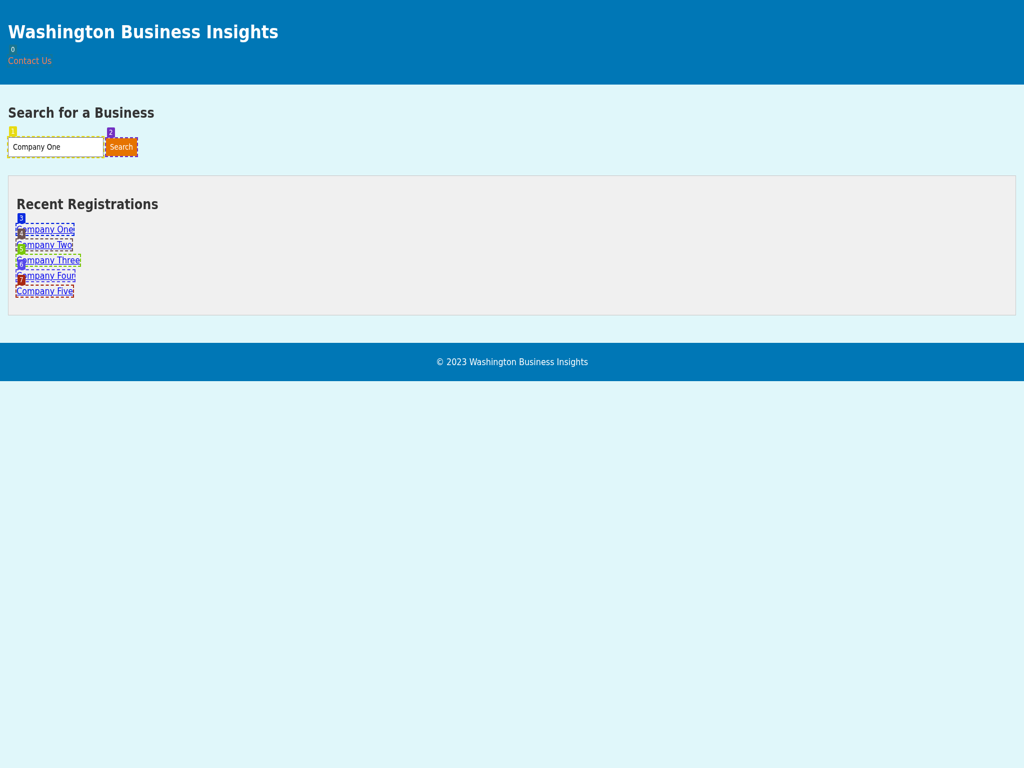 Washington Business Insights
0
Contact Us
Search for a Business
1
2
Company One
Search
Recent Registrations
3
Company One
4
Company Two
5
Company Three
6
Company Four
7
Company Five
© 2023 Washington Business Insights